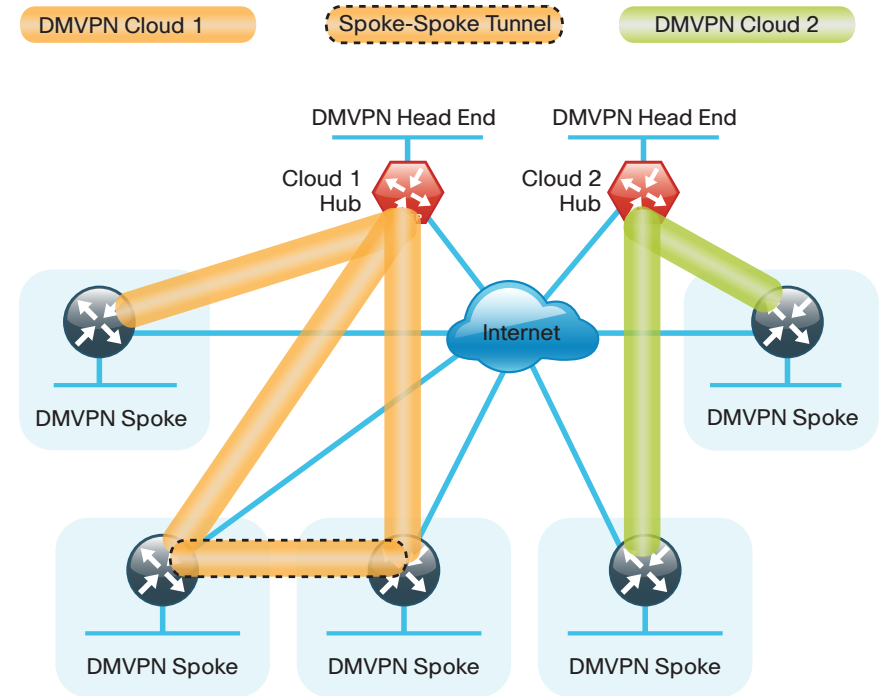 DMVPN Cloud 1
Spoke-Spoke Tunnel
DMVPN Cloud 2
DMVPN Head End
DMVPN Head End
Cloud 1
Hub
Cloud 2
Hub
Internet
DMVPN Spoke
DMVPN Spoke
DMVPN Spoke
DMVPN Spoke
DMVPN Spoke